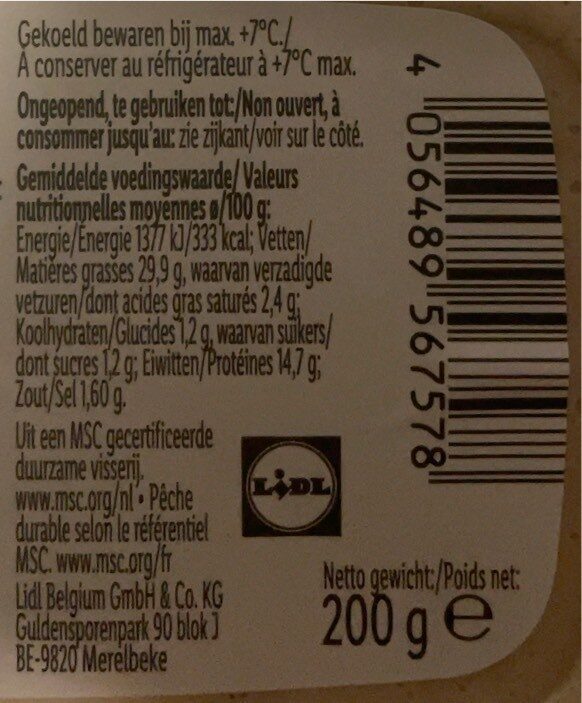 Gekoeld bewaren bij max. +7°C./
À conserver au réfrigérateur à +7°C max.
Ongeopend, te gebruiken tot:/Non ouvert, à
consommer jusqu'au: zie zijkant/voir sur le côté.
Gemiddelde voedingswaarde/Valeurs
nutritionnelles moyennes ø/100 g:
Energie/Énergie 1377 kJ/333 kcal; Vetten/
Matières grasses 29,9 g, waarvan verzadigde
vetzuren/dont acides gras saturés 2,4 g;
Koolhydraten/Glucides 1,2 g, waarvan suikers/
dont sucres 1,2 g; Eiwitten/Protéines 14,7 g;
Zout/Sel 1,60 g.
Uit een MSC gecertificeerde
duurzame visserij.
www.msc.org/nl • Pêche
durable selon le référentiel
MSC. www.msc.org/fr
Lidl Belgium GmbH & Co. KG
Guldensporenpark 90 blok J
BE-9820 Merelbeke
LIDL
Netto gewicht:/Poids net:
200 g e
4 056489 567578